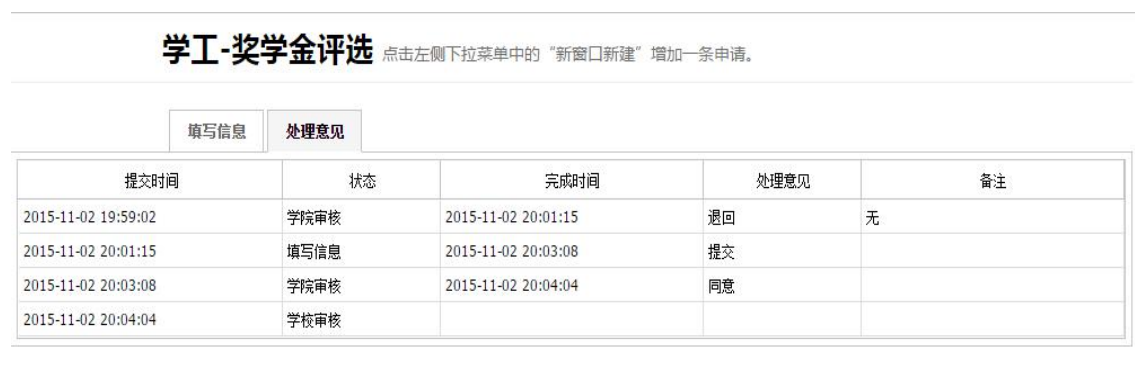 学工-奖学金评选 点击左侧下拉菜单中的“新窗口新建”增加一条申请。
填写信息 处理意见
提交时间 状态 完成时间 处理意见 备注
2015-11-02 19:59:02 学院审核 2015-11-02 20:01:15 退回 无
2015-11-02 20:01:15 填写信息 2015-11-02 20:03:08 提交
2015-11-02 20:03:08 学院审核 2015-11-02 20:04:04 同意
2015-11-02 20:04:04 学校审核